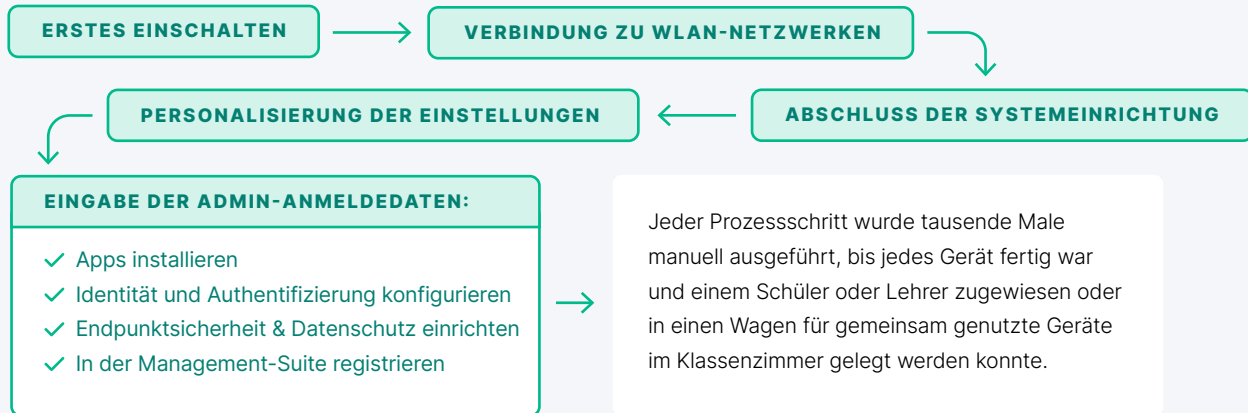 ERSTES EINSCHALTEN
VERBINDUNG ZU WLAN-NETZWERKEN
ABSCHLUSS DER SYSTEMEINRICHTUNG
PERSONALISIERUNG DER EINSTELLUNGEN
EINGABE DER ADMIN-ANMELDEDATEN:
Apps installieren
Identität und Authentifizierung konfigurieren
Endpunktsicherheit & Datenschutz einrichten
In der Management-Suite registrieren
Jeder Prozessschritt wurde tausende Male
manuell ausgeführt, bis jedes Gerät fertig war
und einem Schüler oder Lehrer zugewiesen oder
in einen Wagen für gemeinsam genutzte Geräte
im Klassenzimmer gelegt werden konnte.